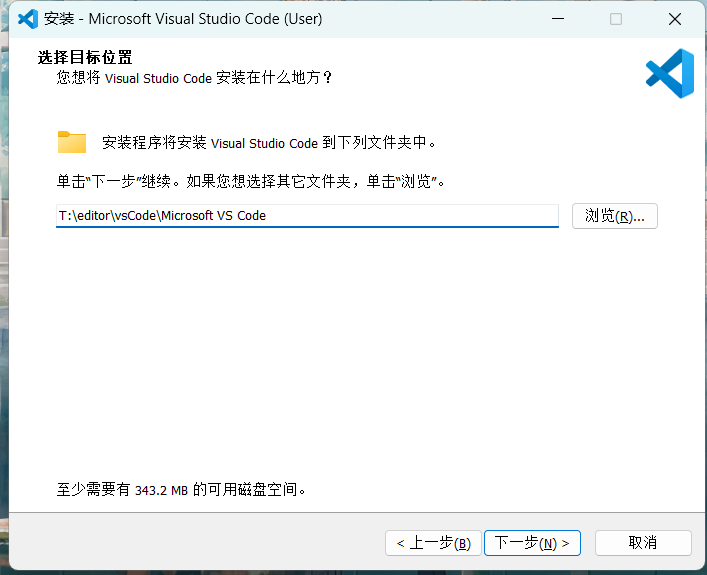 安装 - Microsoft Visual Studio Code (User)
选择目标位置
您想将 Visual Studio Code 安装在什么地方？
安装程序将安装 Visual Studio Code 到下列文件夹中。
单击“下一步”继续。如果您想选择其它文件夹，单击“浏览”。
T:\editor\vsCode\Microsoft VS Code
浏览(R)...
至少需要有 343.2 MB 的可用磁盘空间。
< 上一步(B)
下一步(N) >
取消